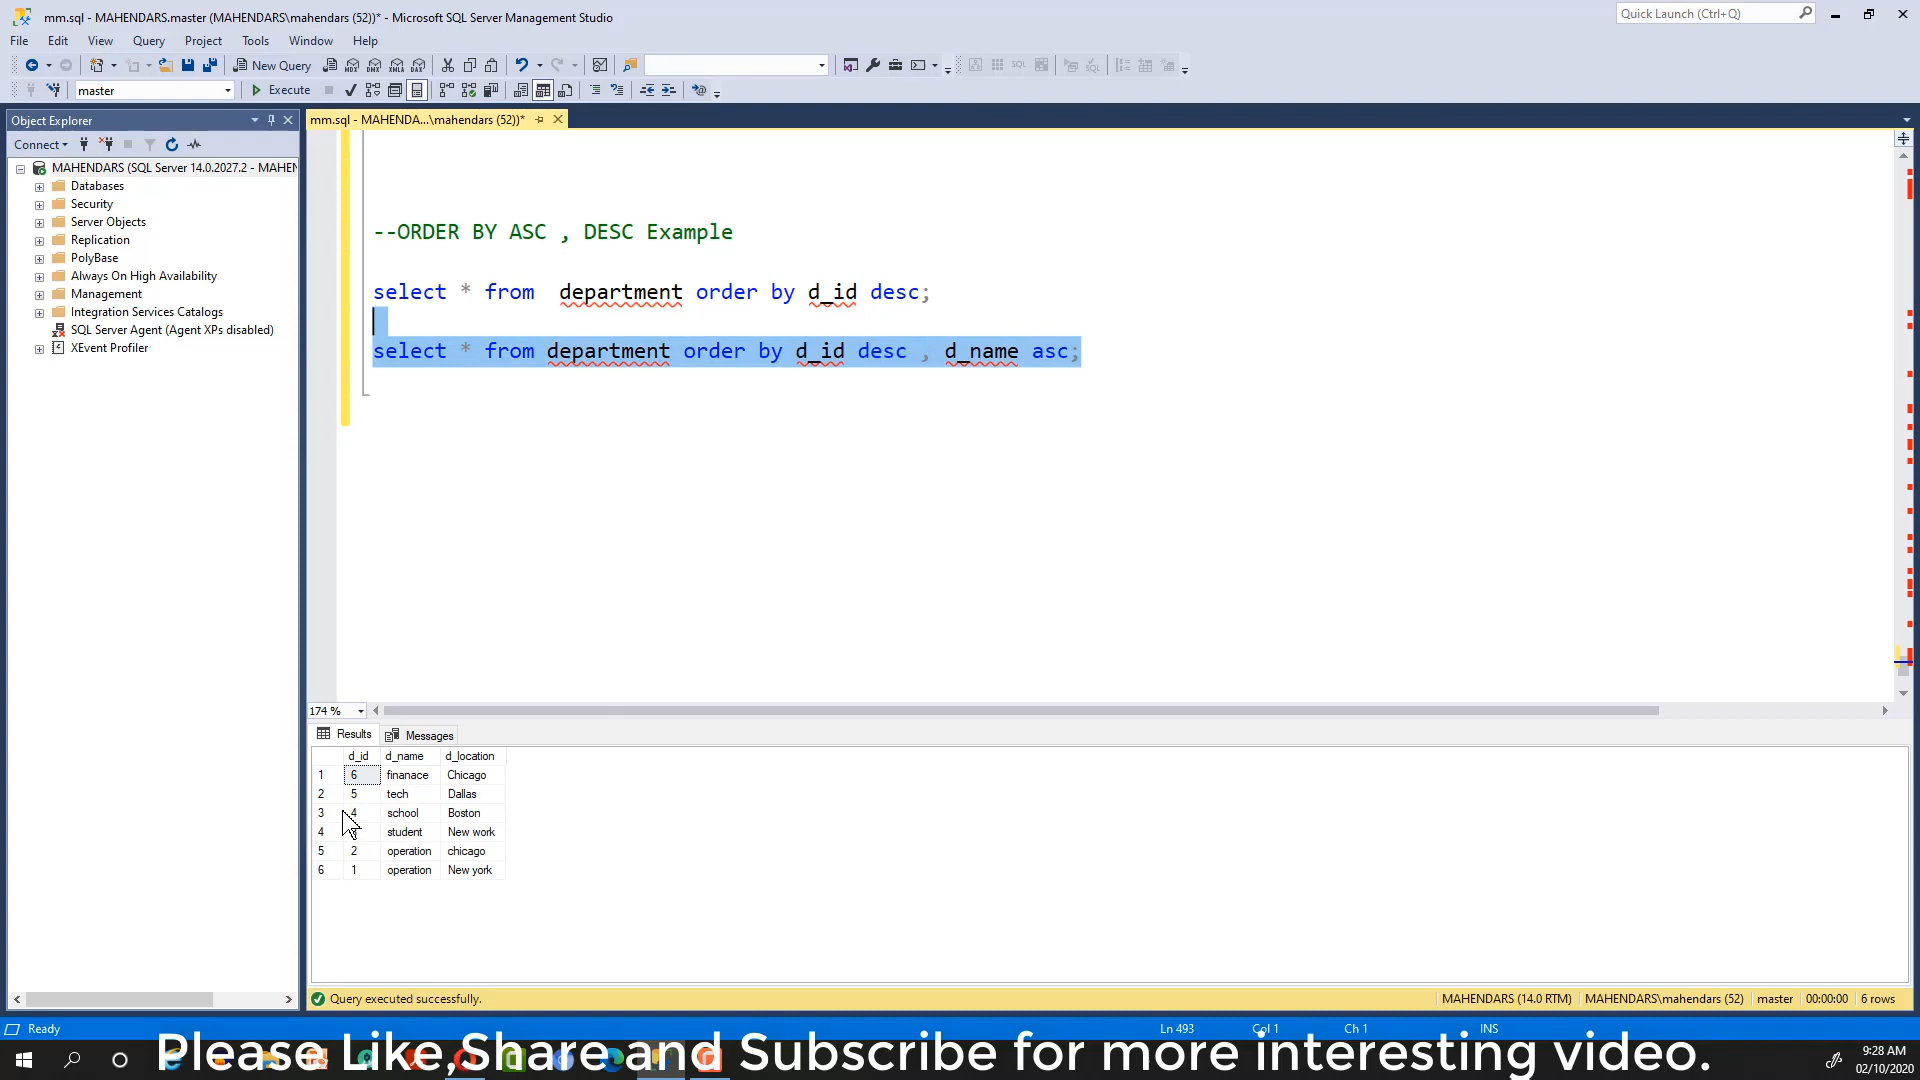 mm.sql - MAHENDARS.master (MAHENDARS\mahendars (52))* - Microsoft SQL Server Management Studio
Quick Launch (Ctrl+Q)
File Edit View Query Project Tools Window Help
New Query
master
Execute
Object Explorer
mm.sql - MAHENDA...\mahendars (52))*
Connect
MAHENDARS (SQL Server 14.0.2027.2 - MAHEN
Databases
Security
Server Objects
Replication
PolyBase
Always On High Availability
Management
Integration Services Catalogs
SQL Server Agent (Agent XPs disabled)
XEvent Profiler
--ORDER BY ASC , DESC Example
select * from  department order by d_id desc;
select * from department order by d_id desc , d_name asc;
174 %
Results Messages
d_id d_name d_location
1 6 finanace Chicago
2 5 tech Dallas
3 4 school Boston
4 student New work
5 2 operation chicago
6 1 operation New york
Query executed successfully.
MAHENDARS (14.0 RTM) MAHENDARS\mahendars (52) master 00:00:00 6 rows
Ready
Ln 493 Col 1 Ch 1 INS
Please Like,Share and Subscribe for more interesting video.
9:28 AM
02/10/2020